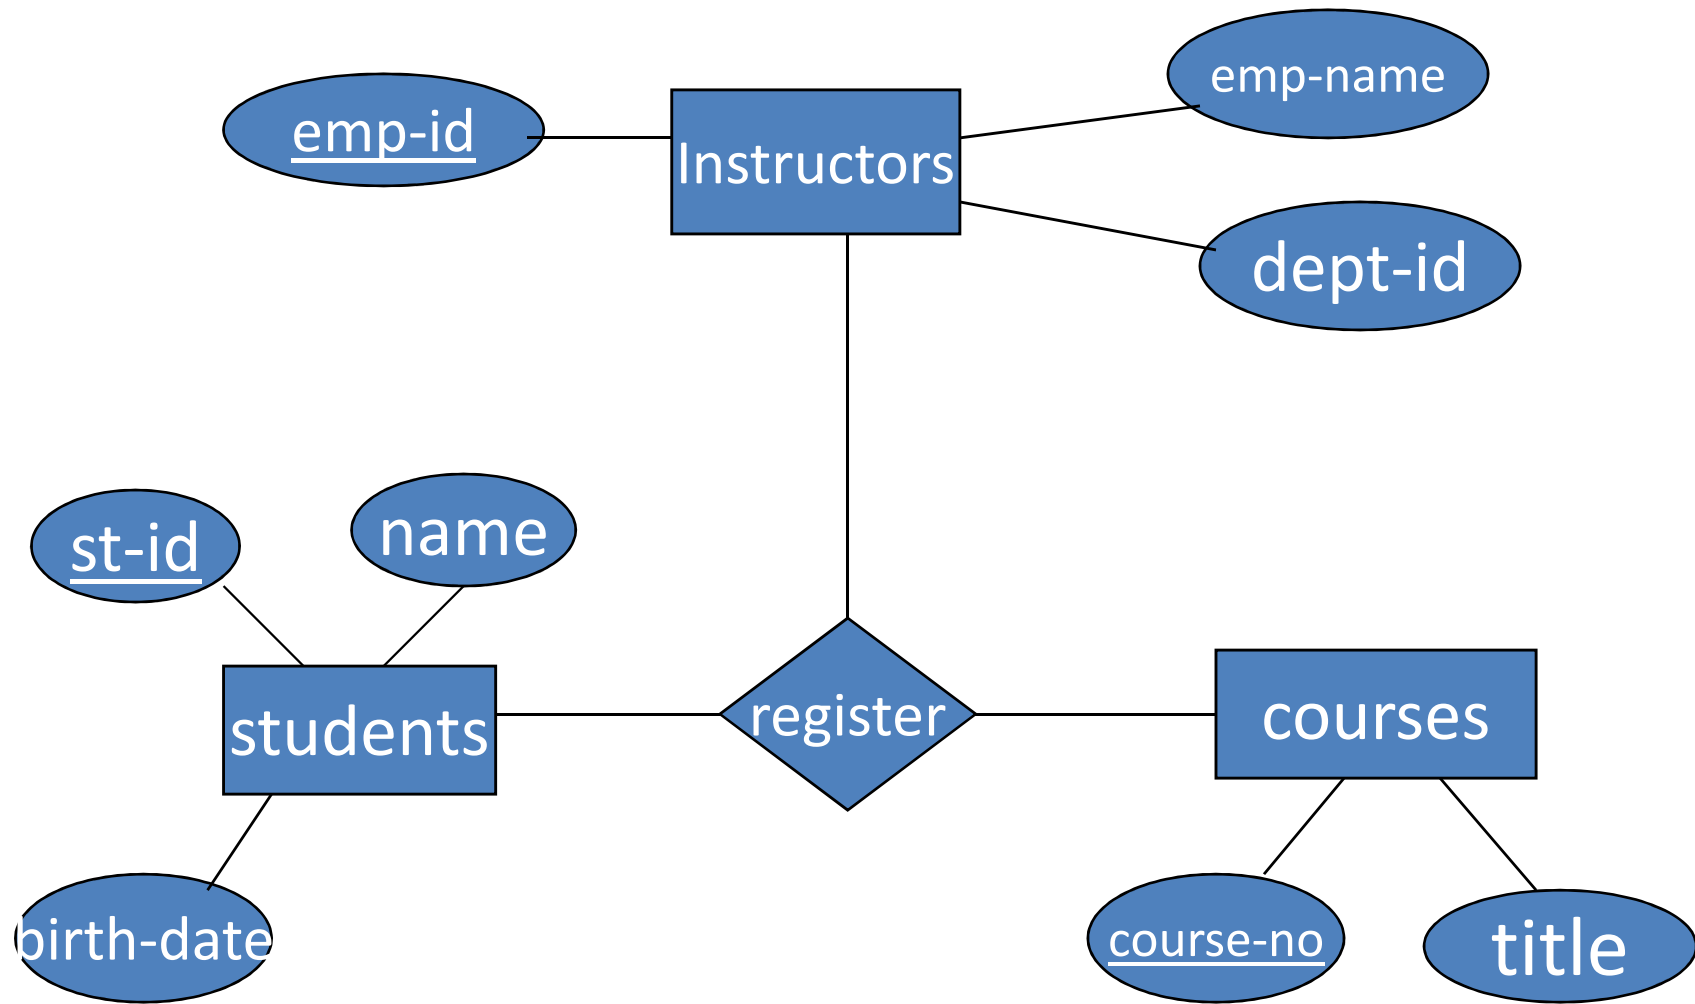 emp-name
emp-id
Instructors
dept-id
st-id
name
students
register
courses
birth-date
course-no
title